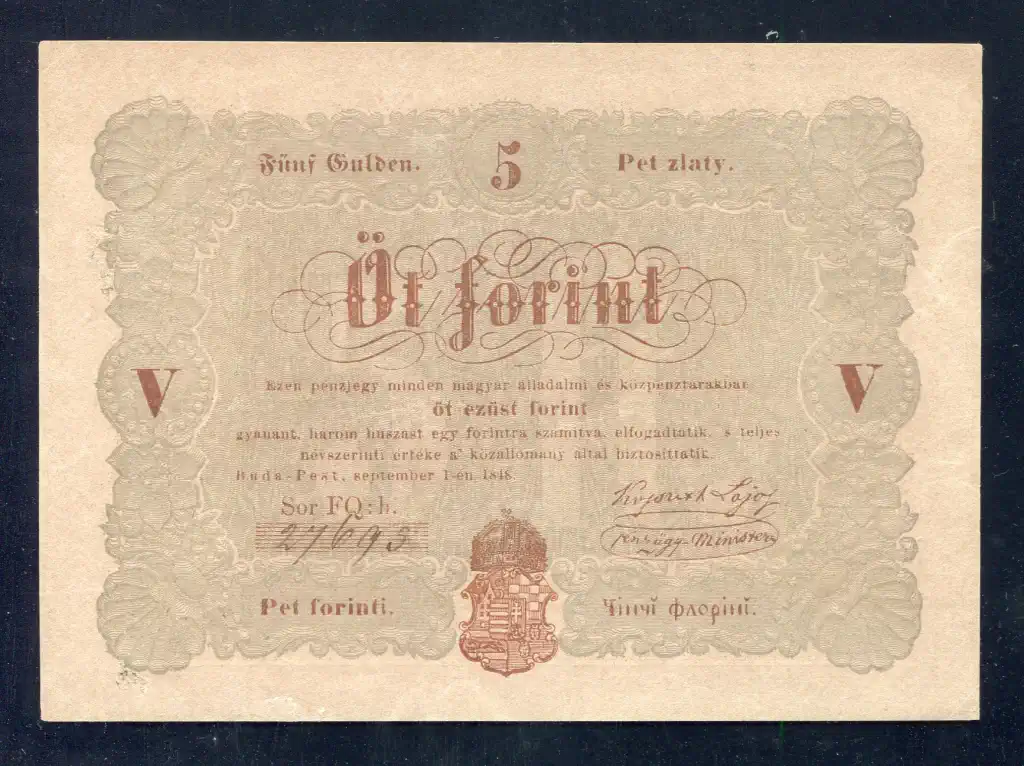 Fünf Gulden.
5
Pet zlaty.
Öt forint
V
V
Ezen pénzjegy minden magyar álladalmi és közpénztárakban
öt ezüst forint
gyanánt, három huszast egy forintra számítva, elfogadtatik, s teljes
névszerinti értéke a' közállomány által biztosíttatik.
Buda-Pest, september 1-én 1848.
Sor FQ:h.
27693
Kossuth Lajos
pénzügy-Minister
Pet forinti.
Чінчĭ флорінĭ.